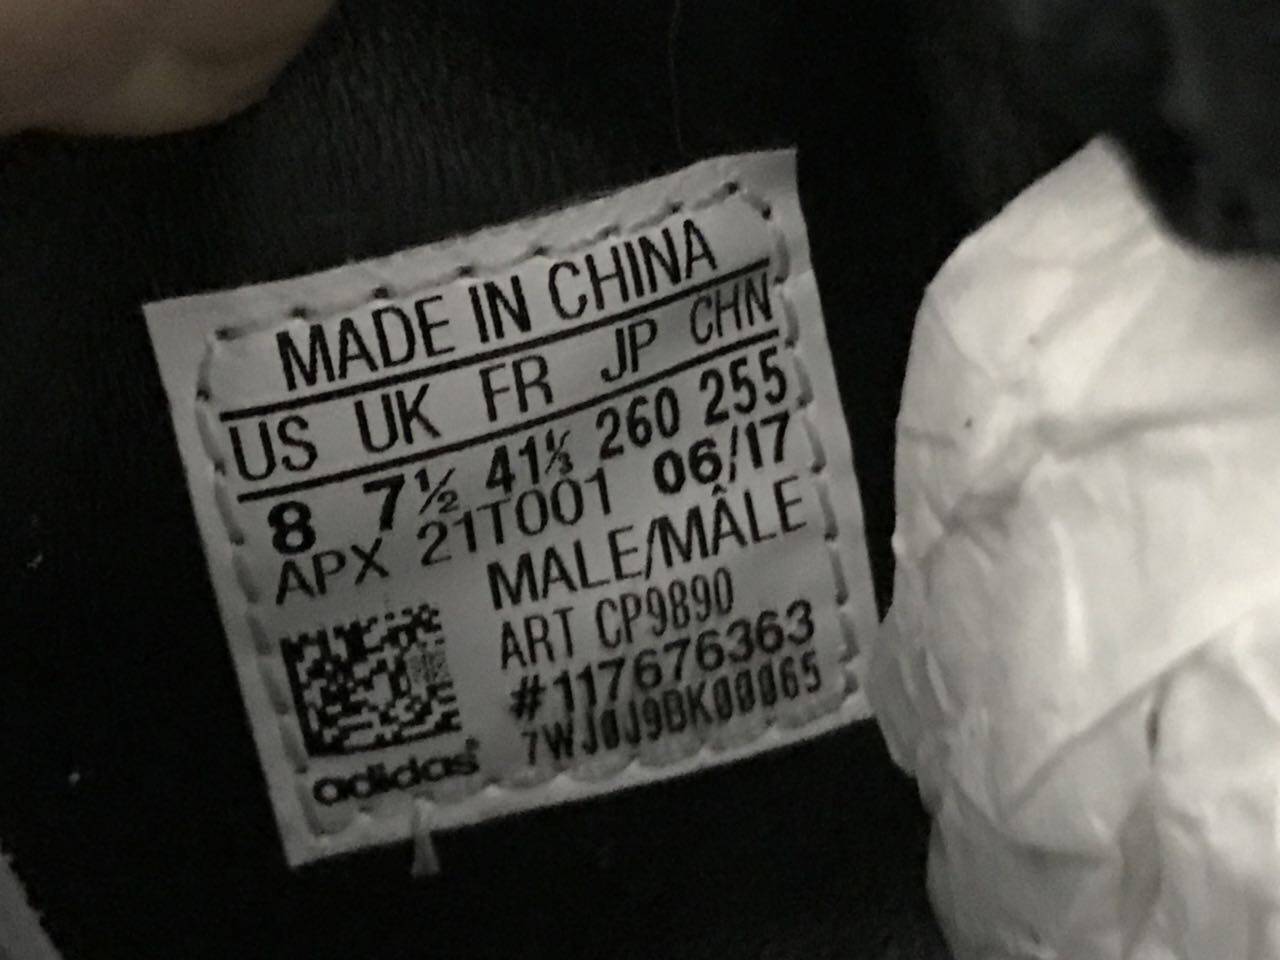 MADE IN CHINA
US UK FR JP CHN
8 7½ 41⅓ 260 255
APX 21T001 06/17
MALE/MÂLE
ART CP9890
#117676363
7WJ0J9DK00065
adidas